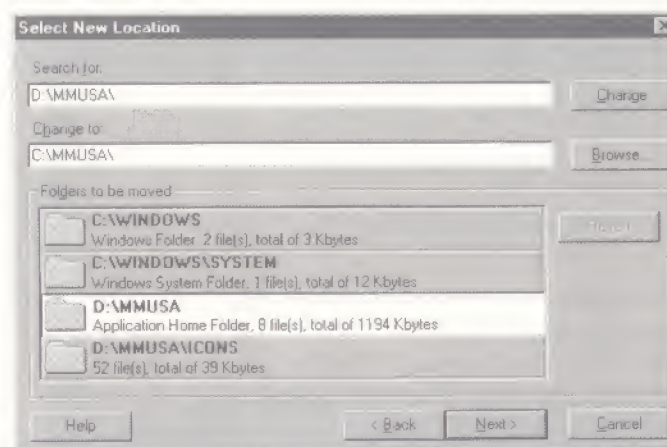 Select New Location
Search for:
D:\MMUSA\
Change
Change to:
C:\MMUSA\
Browse...
Folders to be moved
C:\WINDOWS
Windows Folder, 2 file(s), total of 3 Kbytes
C:\WINDOWS\SYSTEM
Windows System Folder, 1 file(s), total of 12 Kbytes
D:\MMUSA
Application Home Folder, 8 file(s), total of 1194 Kbytes
D:\MMUSA\ICONS
52 file(s), total of 39 Kbytes
Help
< Back
Next >
Cancel